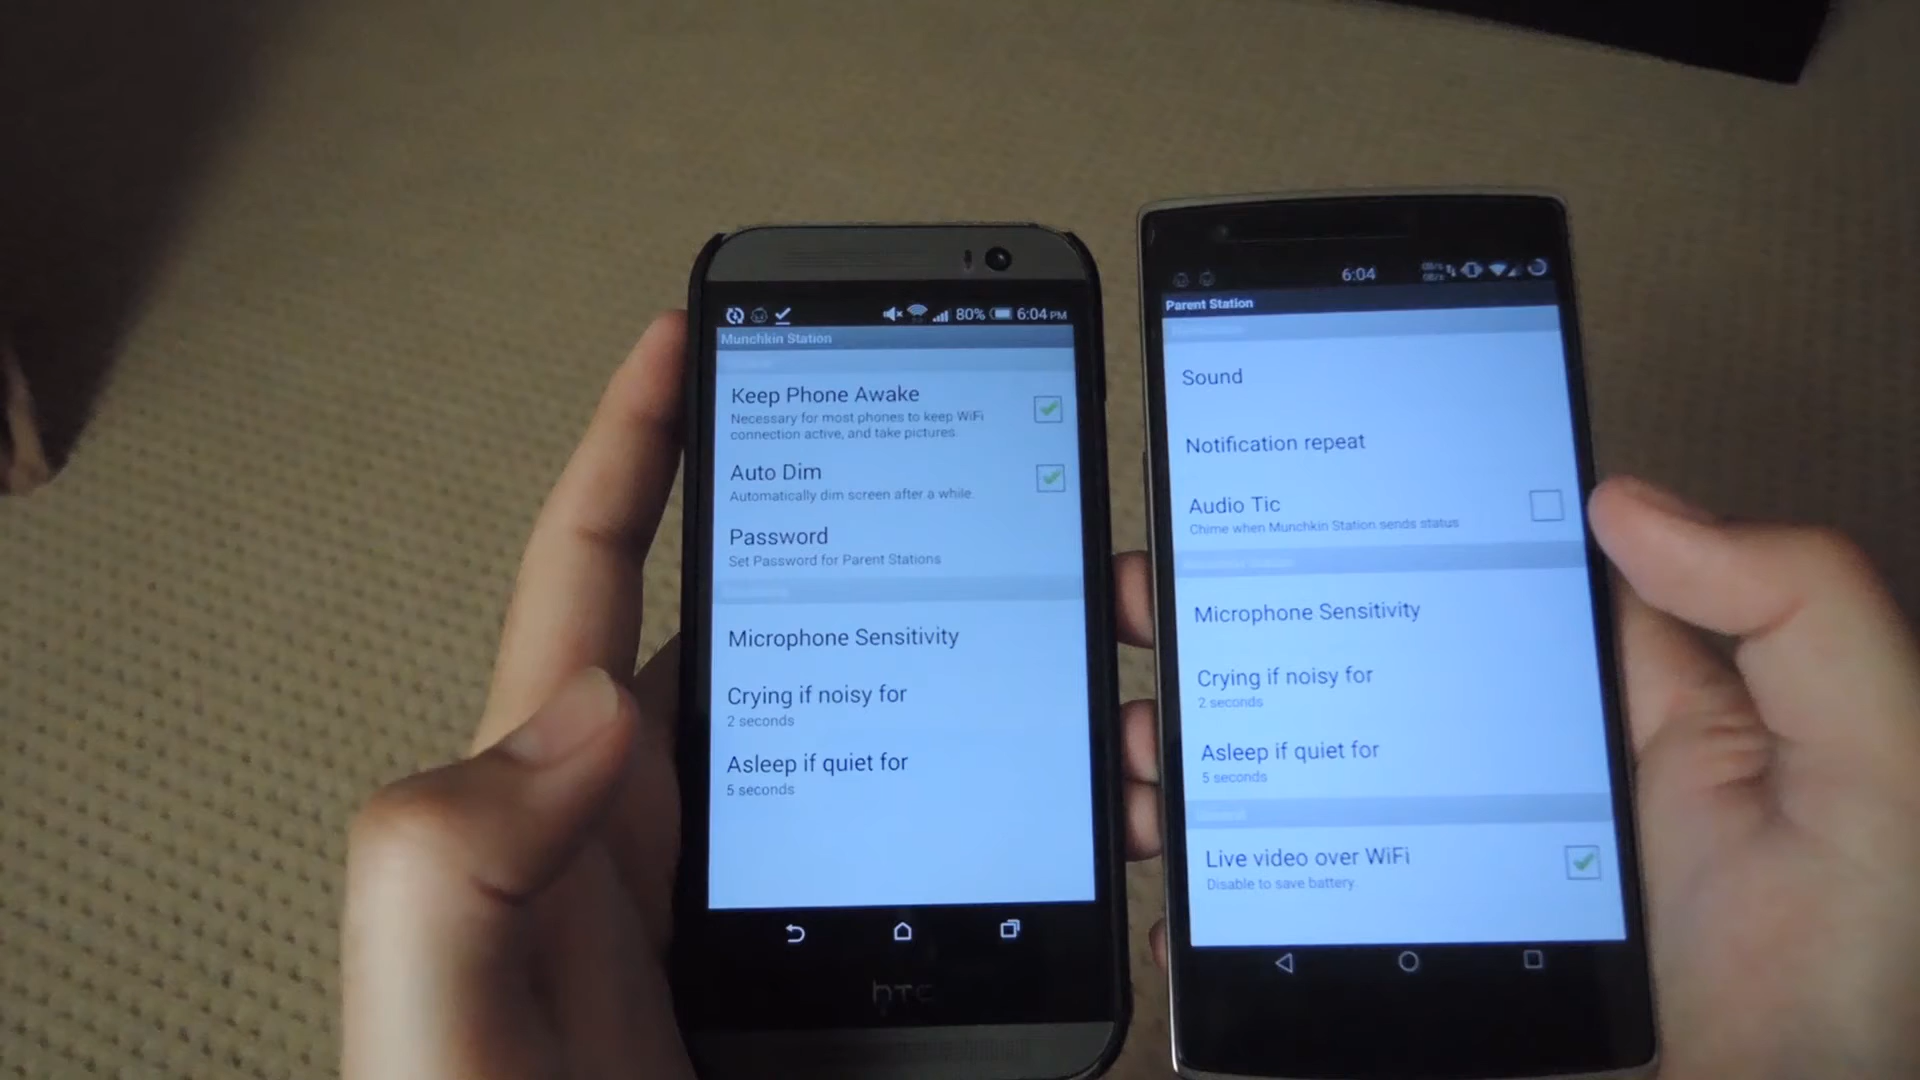 80% 6:04 PM
Munchkin Station
Keep Phone Awake
Necessary for most phones to keep WiFi
connection active, and take pictures.
Auto Dim
Automatically dim screen after a while.
Password
Set Password for Parent Stations
Microphone Sensitivity
Crying if noisy for
2 seconds
Asleep if quiet for
5 seconds
hTC
6:04
Parent Station
Sound
Notification repeat
Audio Tic
Chime when Munchkin Station sends status
Microphone Sensitivity
Crying if noisy for
2 seconds
Asleep if quiet for
5 seconds
Live video over WiFi
Disable to save battery.